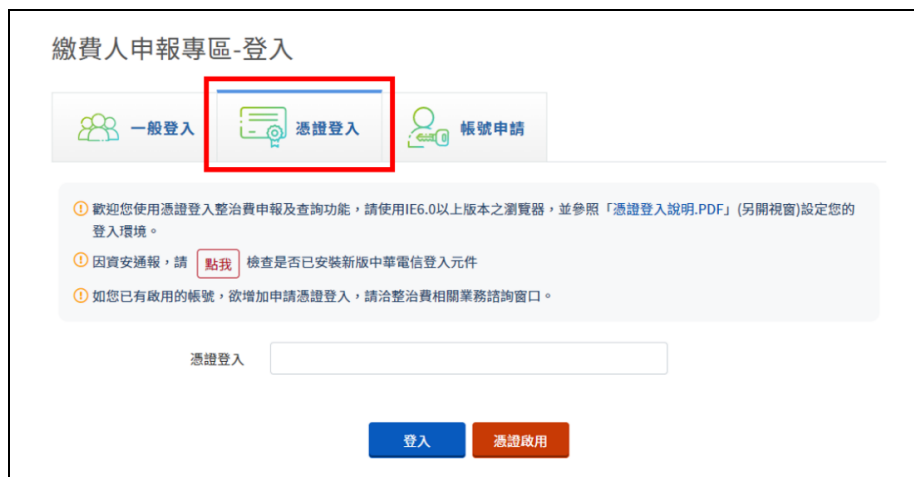 繳費人申報專區-登入
一般登入
憑證登入
帳號申請
歡迎您使用憑證登入整治費申報及查詢功能，請使用IE6.0以上版本之瀏覽器，並參照「憑證登入說明.PDF」(另開視窗)設定您的
登入環境。
因資安通報，請 點我 檢查是否已安裝新版中華電信登入元件
如您已有啟用的帳號，欲增加申請憑證登入，請洽整治費相關業務諮詢窗口。
憑證登入
登入 憑證啟用